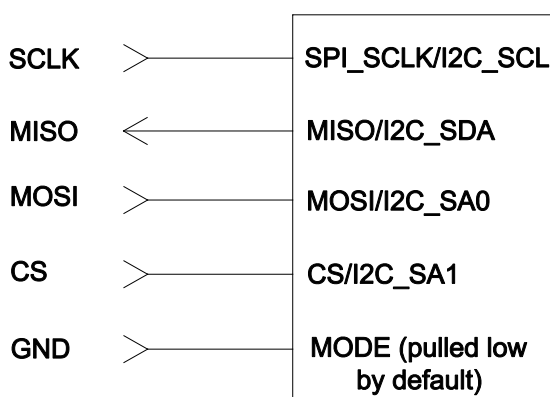 SCLK SPI_SCLK/I2C_SCL
MISO MISO/I2C_SDA
MOSI MOSI/I2C_SA0
CS CS/I2C_SA1
GND MODE (pulled low
by default)